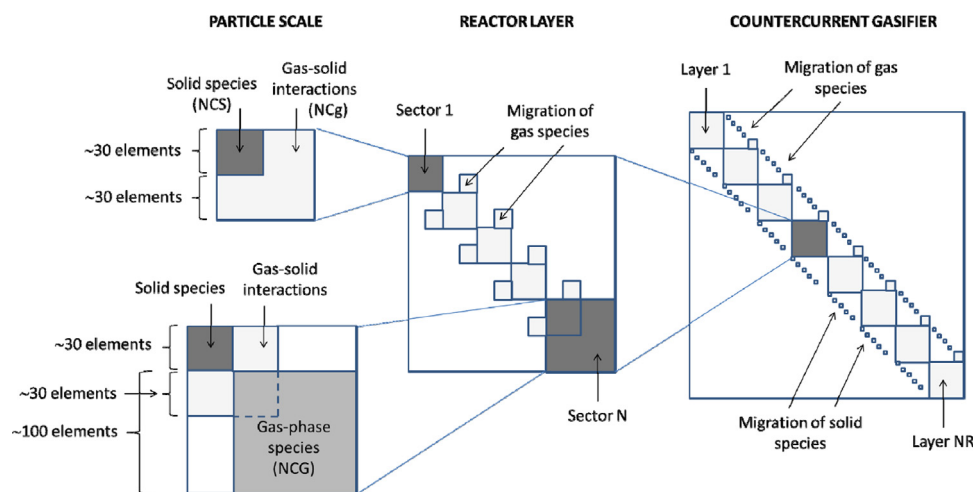 PARTICLE SCALE
REACTOR LAYER
COUNTERCURRENT GASIFIER
Solid species
(NCS)
Gas-solid
interactions
(NCg)
~30 elements
~30 elements
Sector 1
Migration of
gas species
Sector N
Layer 1
Migration of gas
species
Migration of solid
species
Layer NR
Solid species
Gas-solid
interactions
~30 elements
~30 elements
~100 elements
Gas-phase
species
(NCG)